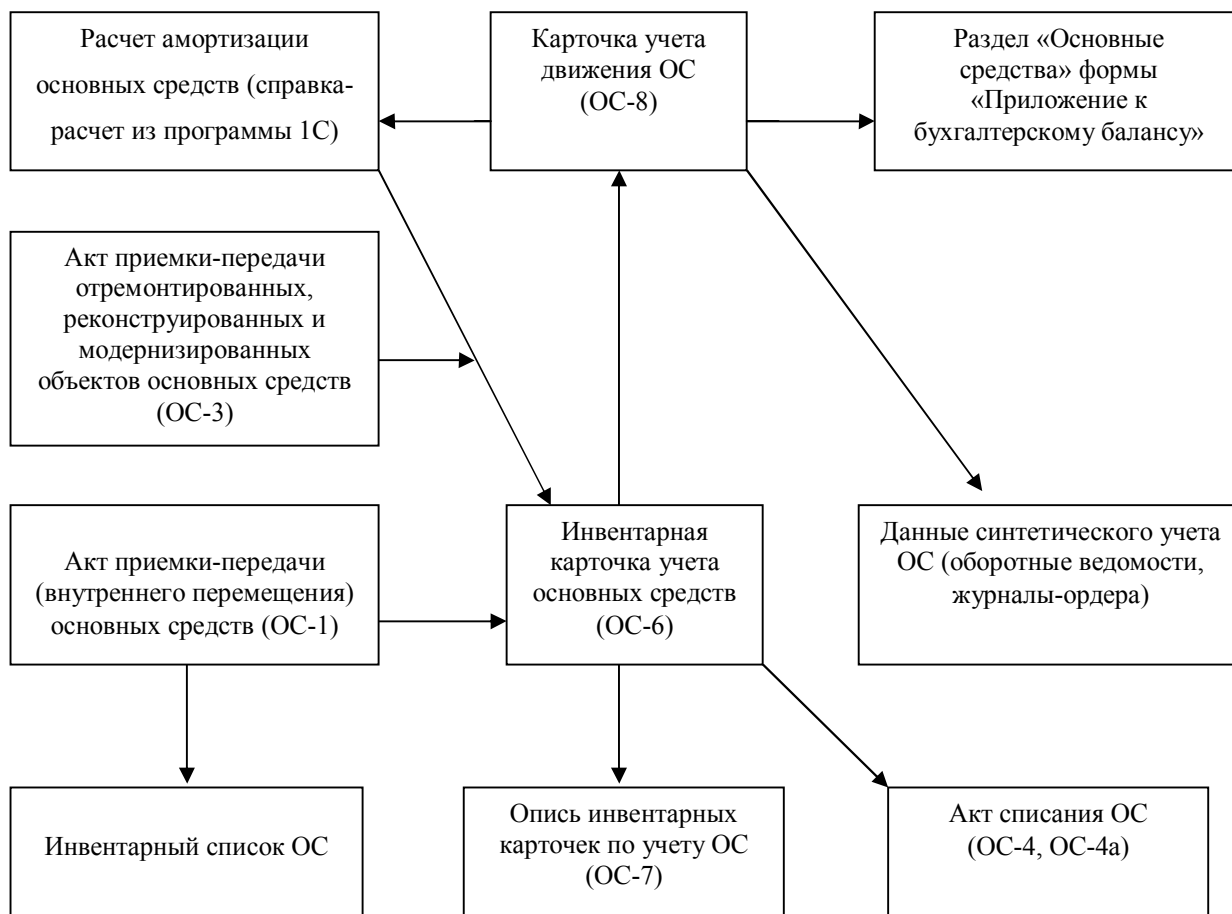 Расчет амортизации
основных средств (справка-
расчет из программы 1С)
Карточка учета
движения ОС
(ОС-8)
Раздел «Основные
средства» формы
«Приложение к
бухгалтерскому балансу»
Акт приемки-передачи
отремонтированных,
реконструированных и
модернизированных
объектов основных средств
(ОС-3)
Акт приемки-передачи
(внутреннего перемещения)
основных средств (ОС-1)
Инвентарная
карточка учета
основных средств
(ОС-6)
Данные синтетического учета
ОС (оборотные ведомости,
журналы-ордера)
Инвентарный список ОС
Опись инвентарных
карточек по учету ОС
(ОС-7)
Акт списания ОС
(ОС-4, ОС-4а)